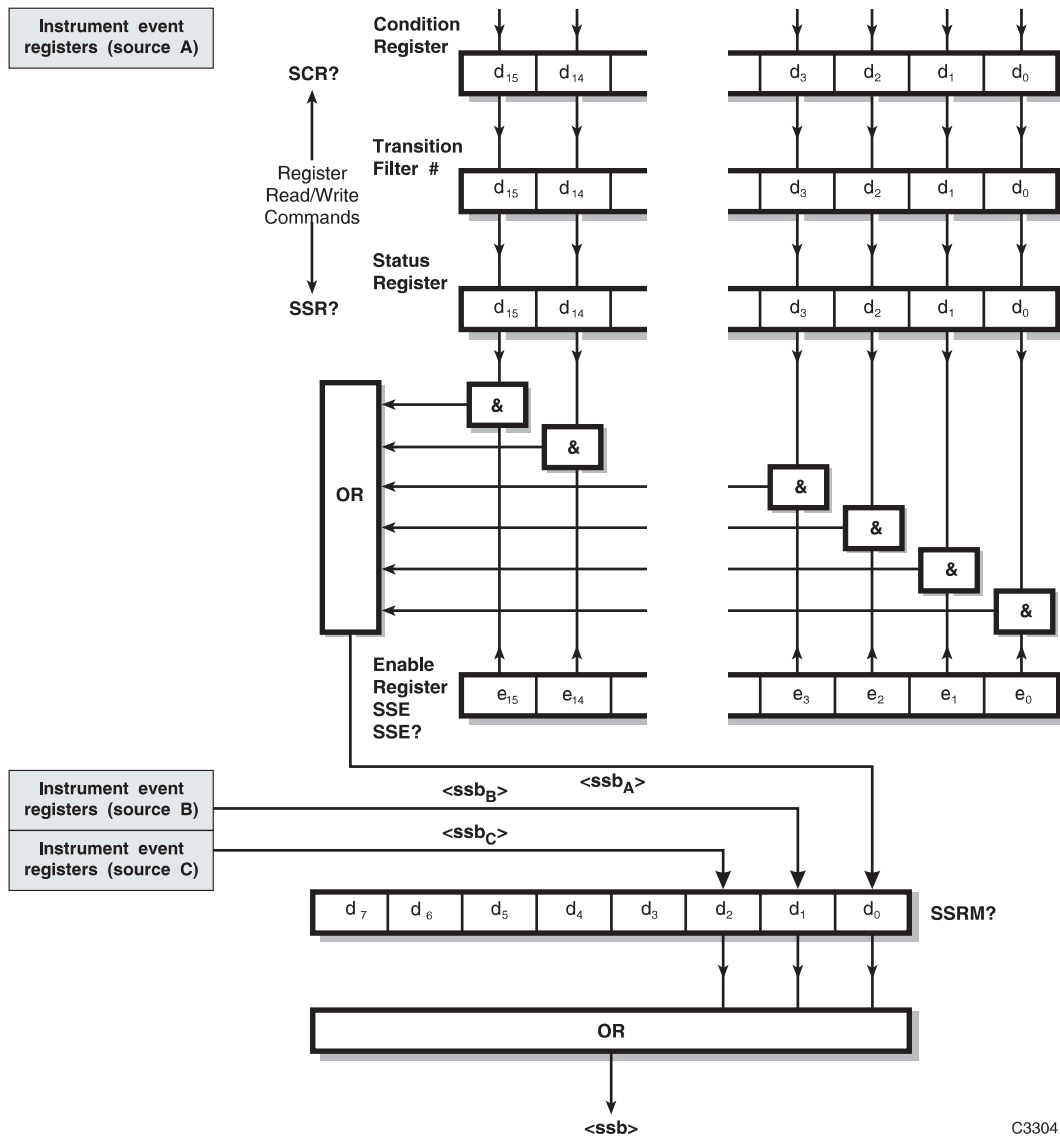 Instrument event
registers (source A)
Condition
Register
SCR?
d15 d14 d3 d2 d1 d0
Transition
Filter #
Register
Read/Write
Commands
d15 d14 d3 d2 d1 d0
Status
Register
SSR?
d15 d14 d3 d2 d1 d0
&
&
OR
&
&
&
&
Enable
Register
SSE
SSE?
e15 e14 e3 e2 e1 e0
Instrument event
registers (source B)
<ssbB>
<ssbA>
Instrument event
registers (source C)
<ssbC>
d7 d6 d5 d4 d3 d2 d1 d0
SSRM?
OR
<ssb>
C3304